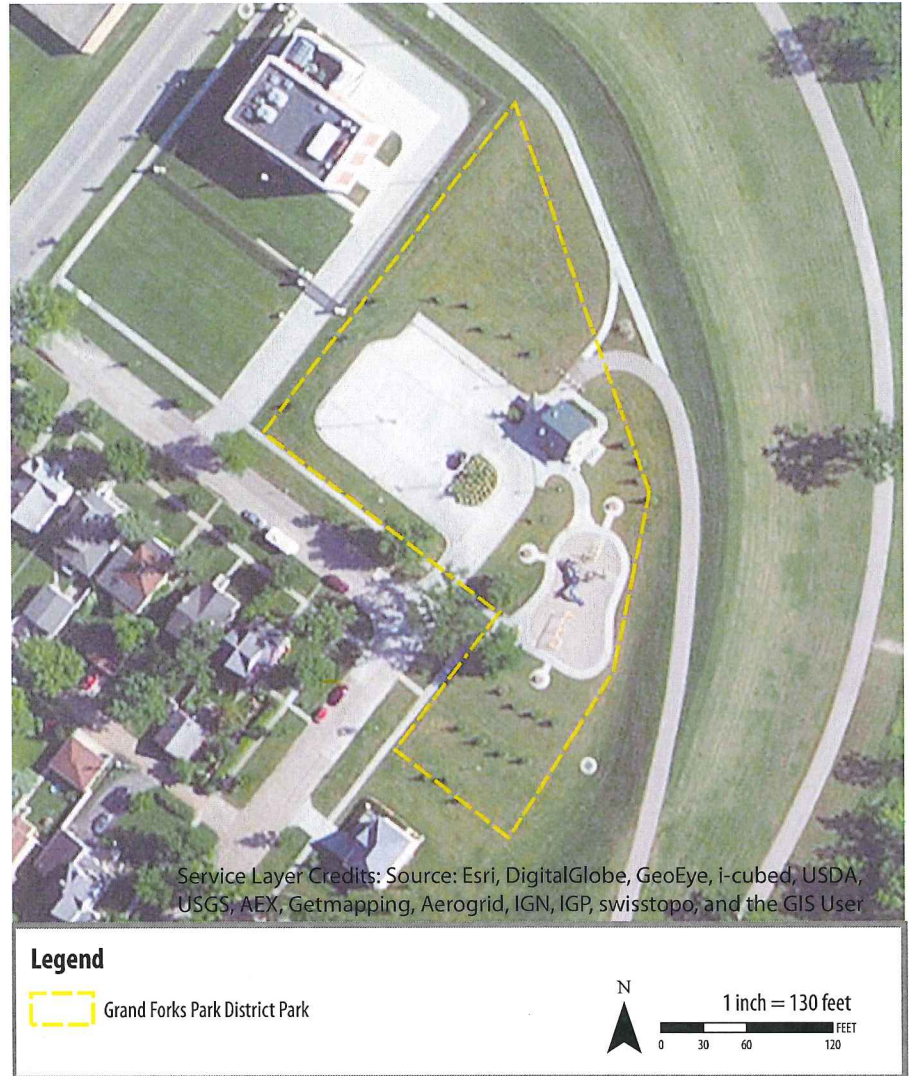 Service Layer Credits: Source: Esri, DigitalGlobe, GeoEye, i-cubed, USDA,
USGS, AEX, Getmapping, Aerogrid, IGN, IGP, swisstopo, and the GIS User
Legend
Grand Forks Park District Park
N
1 inch = 130 feet
FEET
0 30 60 120